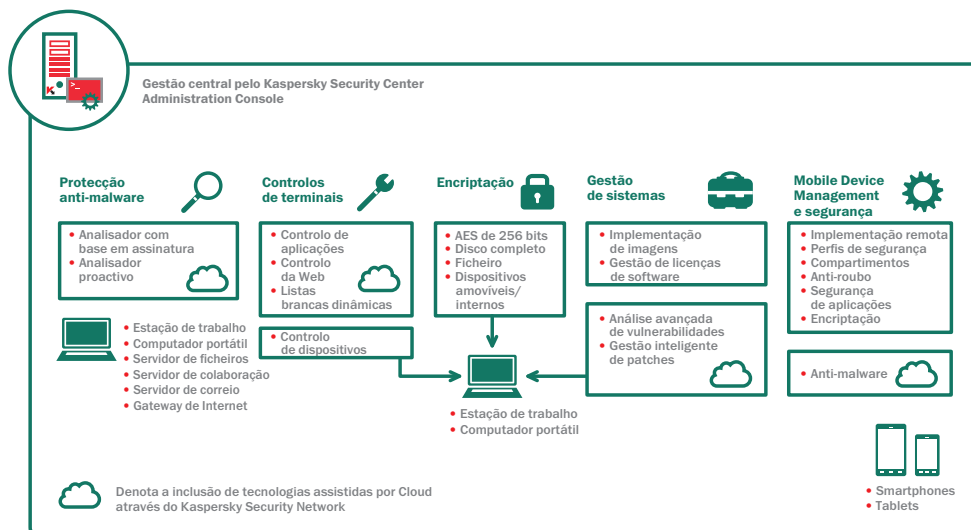 Gestão central pelo Kaspersky Security Center
Administration Console
Protecção
anti-malware
• Analisador com
base em assinatura
• Analisador
proactivo
• Estação de trabalho
• Computador portátil
• Servidor de ficheiros
• Servidor de colaboração
• Servidor de correio
• Gateway de Internet
Controlos
de terminais
• Controlo de
aplicações
• Controlo
da Web
• Listas
brancas dinâmicas
• Controlo
de dispositivos
Encriptação
• AES de 256 bits
• Disco completo
• Ficheiro
• Dispositivos
amovíveis/
internos
• Estação de trabalho
• Computador portátil
Gestão
de sistemas
• Implementação
de imagens
• Gestão de licenças
de software
• Análise avançada
de vulnerabilidades
• Gestão inteligente
de patches
Mobile Device
Management
e segurança
• Implementação remota
• Perfis de segurança
• Compartimentos
• Anti-roubo
• Segurança
de aplicações
• Encriptação
• Anti-malware
• Smartphones
• Tablets
Denota a inclusão de tecnologias assistidas por Cloud
através do Kaspersky Security Network